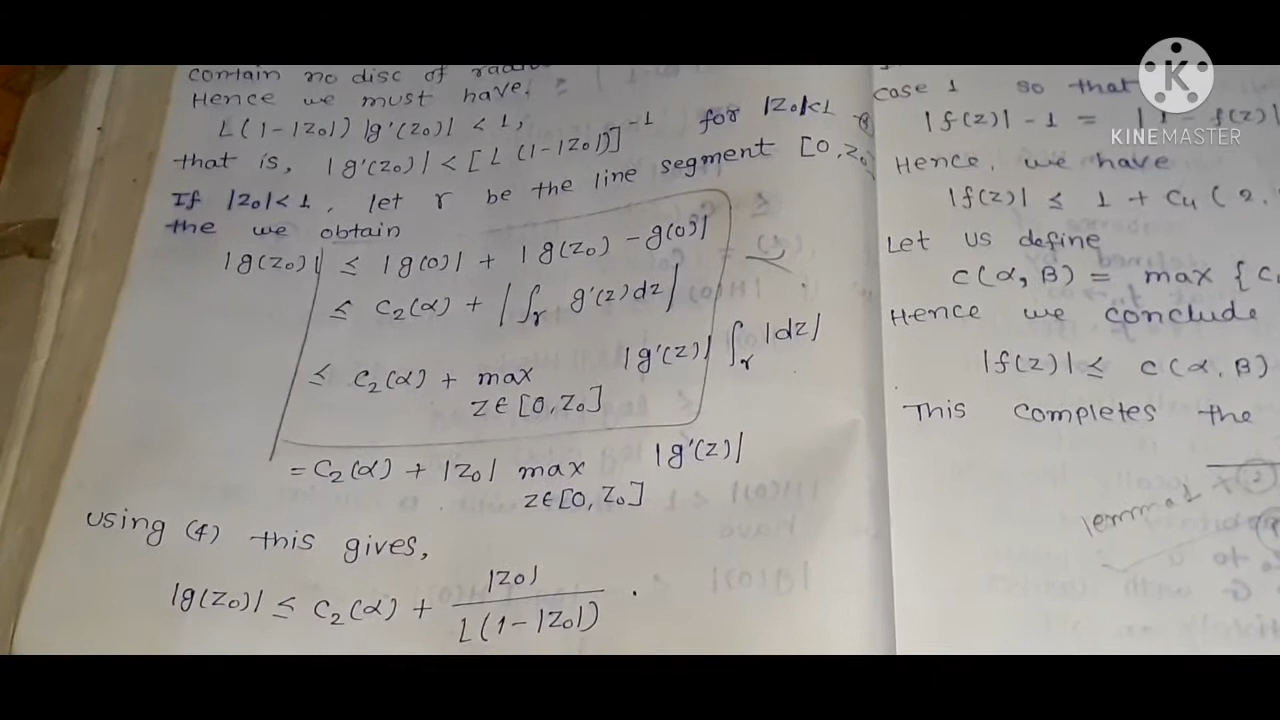 contain no disc of
Hence we must have.
L(1-|z₀|) |g'(z₀)| < 1,
that is, |g'(z₀)| < [L (1-|z₀|)]⁻¹ for |z₀|<1
If |z₀|<1, let r be the line segment [0, z₀]
the we obtain
|g(z₀)| ≤ |g(0)| + |g(z₀) - g(0)|
≤ C₂(α) + |∫r g'(z)dz|
≤ C₂(α) + max |g'(z)| ∫r |dz|
z∈[0, z₀]
= C₂(α) + |z₀| max |g'(z)|
z∈[0, z₀]
using (4) this gives,
|g(z₀)| ≤ C₂(α) + |z₀| / L(1-|z₀|) .
case 1 so that
|f(z)| - 1 = |1 - f(z)|
Hence, we have
|f(z)| ≤ 1 + C₄ ( 2.
Let us define
C(α, β) = max { C
Hence we conclude
|f(z)| ≤ C(α, β)
This completes the
lemma
KINEMASTER